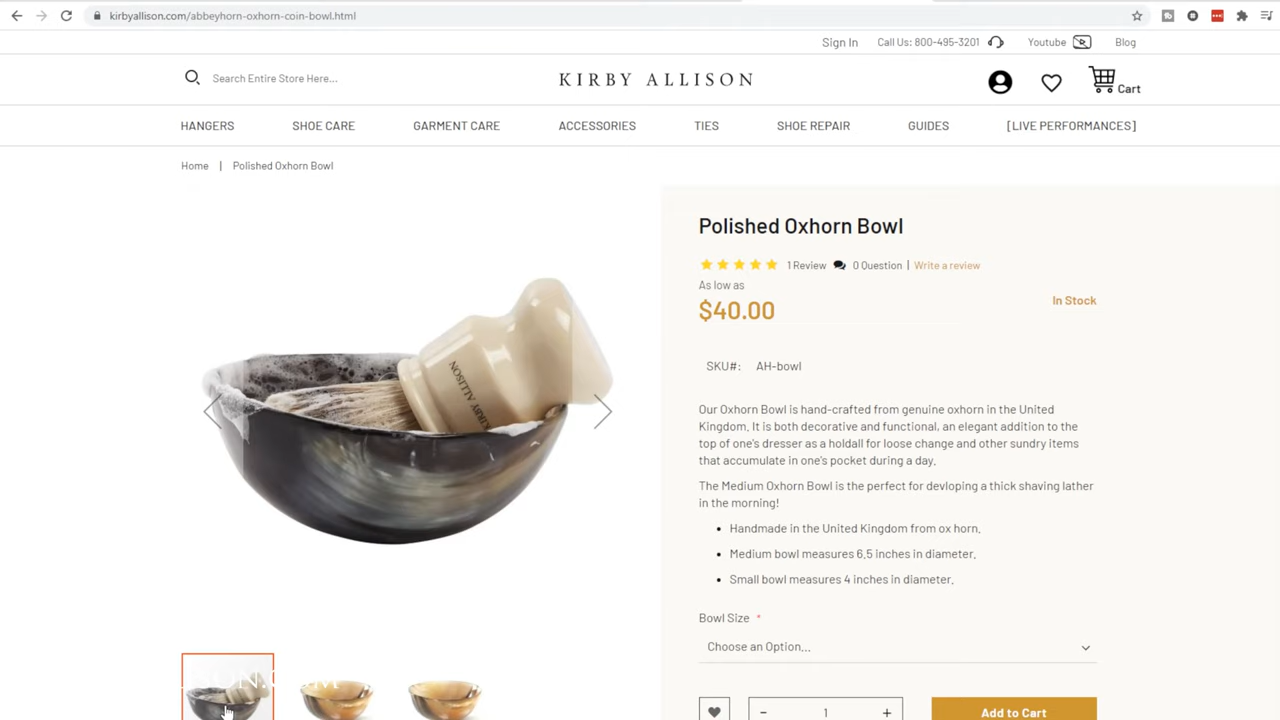 kirbyallison.com/abbeyhorn-oxhorn-coin-bowl.html
Sign In
Call Us: 800-495-3201
Youtube
Blog
Search Entire Store Here...
KIRBY ALLISON
Cart
HANGERS
SHOE CARE
GARMENT CARE
ACCESSORIES
TIES
SHOE REPAIR
GUIDES
[LIVE PERFORMANCES]
Home | Polished Oxhorn Bowl
Polished Oxhorn Bowl
1 Review
0 Question | Write a review
As low as
$40.00
In Stock
SKU#: AH-bowl
Our Oxhorn Bowl is hand-crafted from genuine oxhorn in the United
Kingdom. It is both decorative and functional, an elegant addition to the
top of one's dresser as a holdall for loose change and other sundry items
that accumulate in one's pocket during a day.
The Medium Oxhorn Bowl is the perfect for devloping a thick shaving lather
in the morning!
• Handmade in the United Kingdom from ox horn.
• Medium bowl measures 6.5 inches in diameter.
• Small bowl measures 4 inches in diameter.
Bowl Size *
Choose an Option...
- 1 +
Add to Cart
KIRBY ALLISON